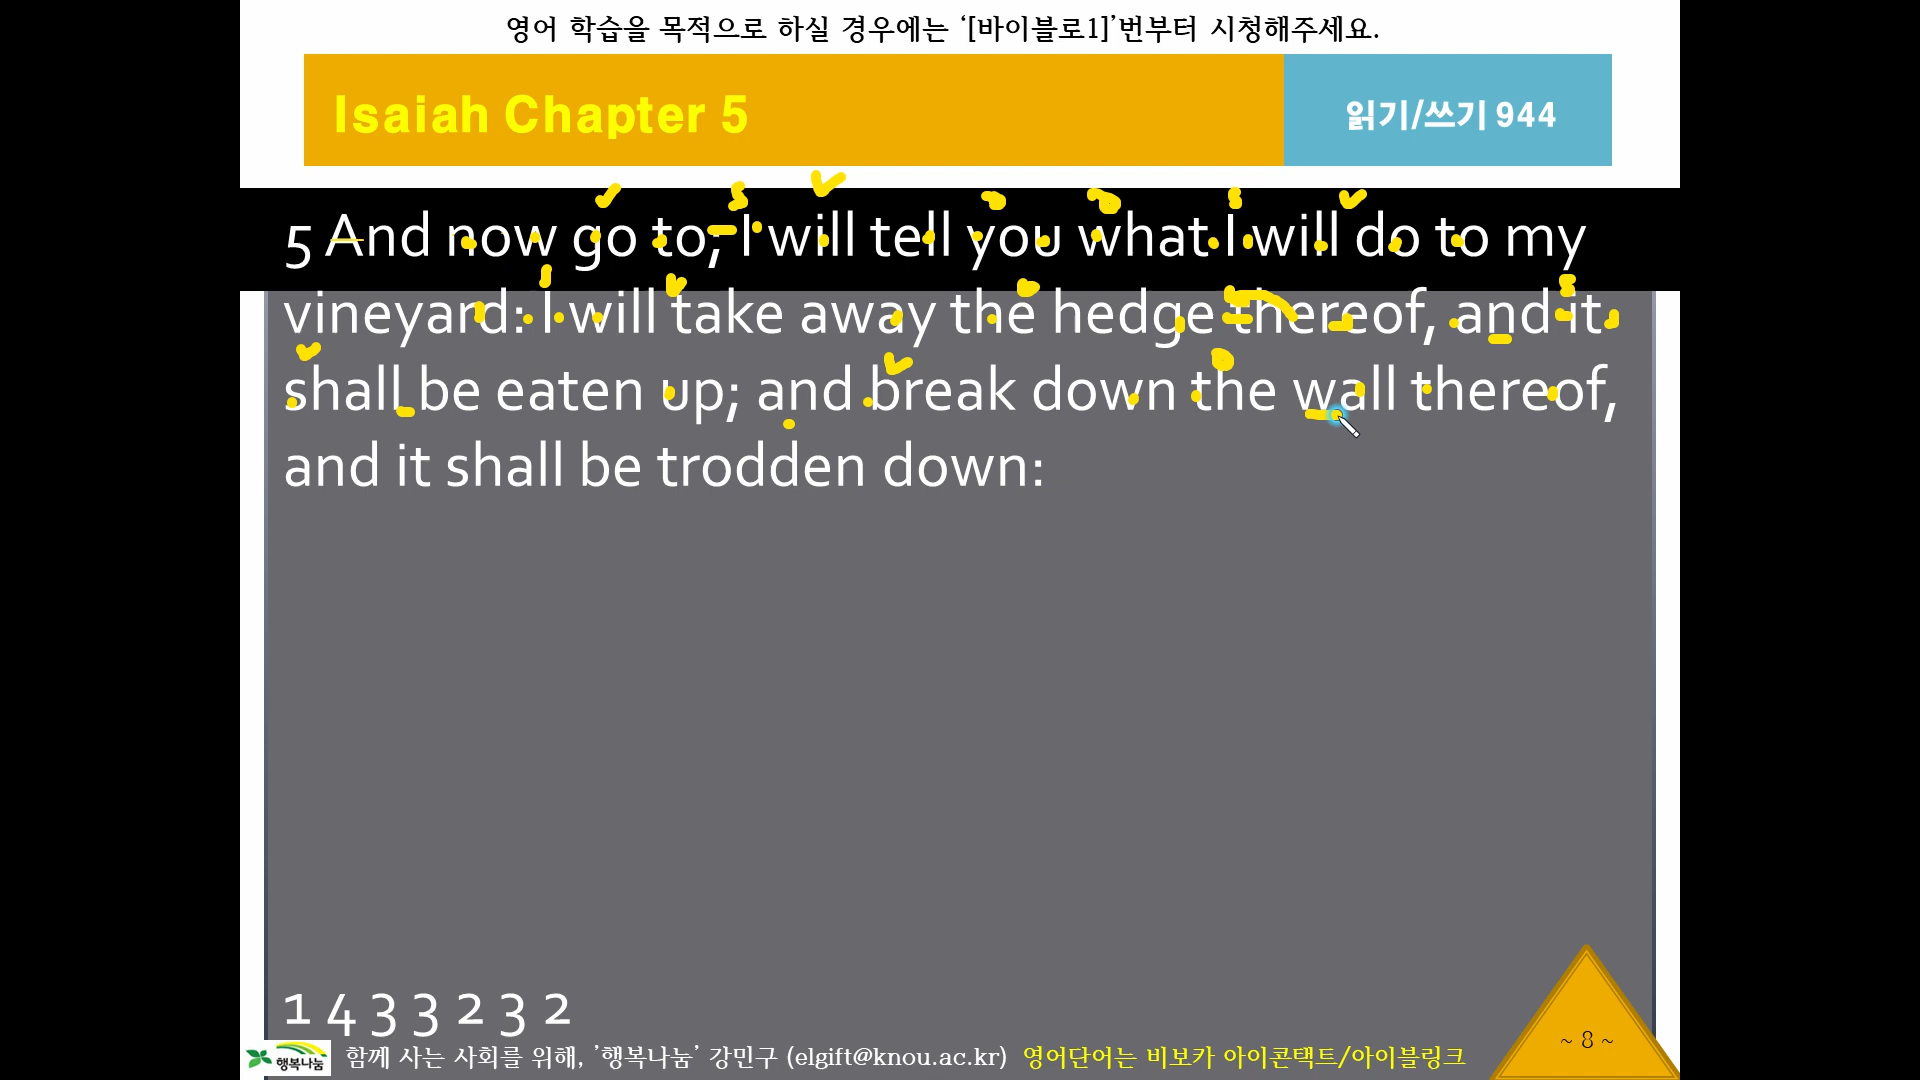 영어 학습을 목적으로 하실 경우에는 ‘[바이블로1]’번부터 시청해주세요.
Isaiah Chapter 5
읽기/쓰기 944
5 And now go to; I will tell you what I will do to my
vineyard: I will take away the hedge thereof, and it
shall be eaten up; and break down the wall thereof,
and it shall be trodden down:
1 4 3 3 2 3 2
~ 8 ~
행복나눔 함께 사는 사회를 위해, ’행복나눔’ 강민구 (elgift@knou.ac.kr) 영어단어는 비보카 아이콘택트/아이블링크